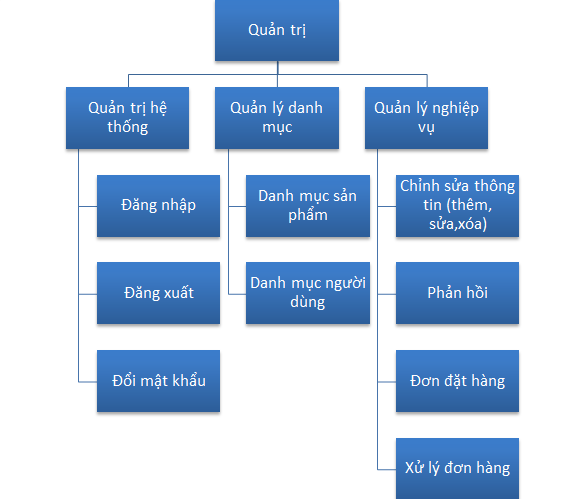 Quản trị
Quản trị hệ
thống
Quản lý danh
mục
Quản lý nghiệp
vụ
Đăng nhập
Đăng xuất
Đổi mật khẩu
Danh mục sản
phẩm
Danh mục người
dùng
Chỉnh sửa thông
tin (thêm,
sửa,xóa)
Phản hồi
Đơn đặt hàng
Xử lý đơn hàng